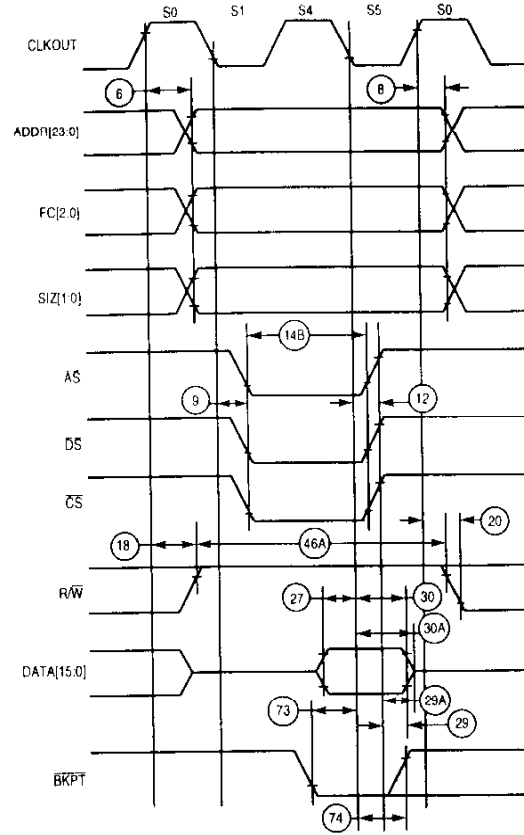 S0 S1 S4 S5 S0
CLKOUT
6 8
ADDR[23:0]
FC[2:0]
SIZ[1:0]
14B
AS
9 12
DS
CS
20
18 46A
R/W
27 30
30A
DATA[15:0]
29A
73 29
BKPT
74